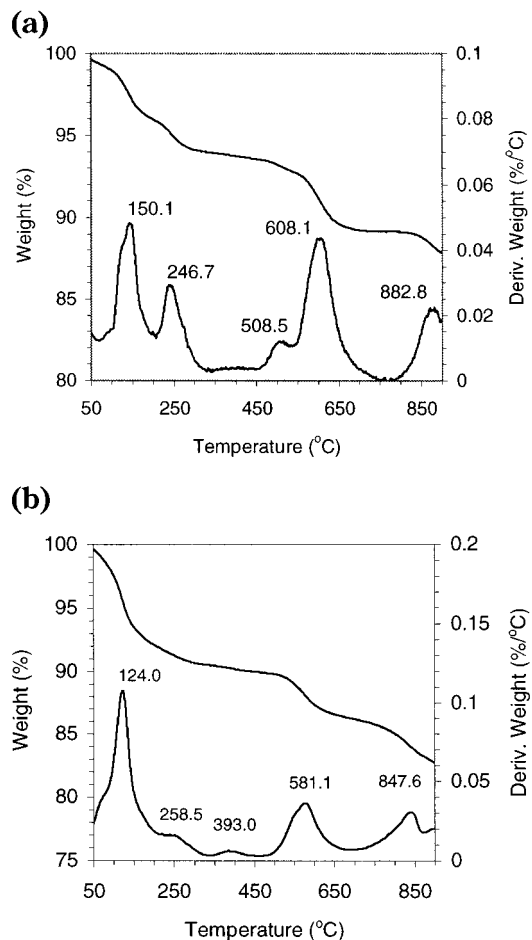 (a)
100 0.1
150.1
608.1
95 0.08
246.7
90 0.06
882.8
85 0.04
508.5
0.02
80 0
50 250 450 650 850
Weight (%)
Deriv. Weight (%/°C)
Temperature (°C)
(b)
100 0.2
95 0.15
124.0
90
0.1
85
581.1
847.6
80 0.05
258.5
393.0
75 0
50 250 450 650 850
Weight (%)
Deriv. Weight (%/°C)
Temperature (°C)